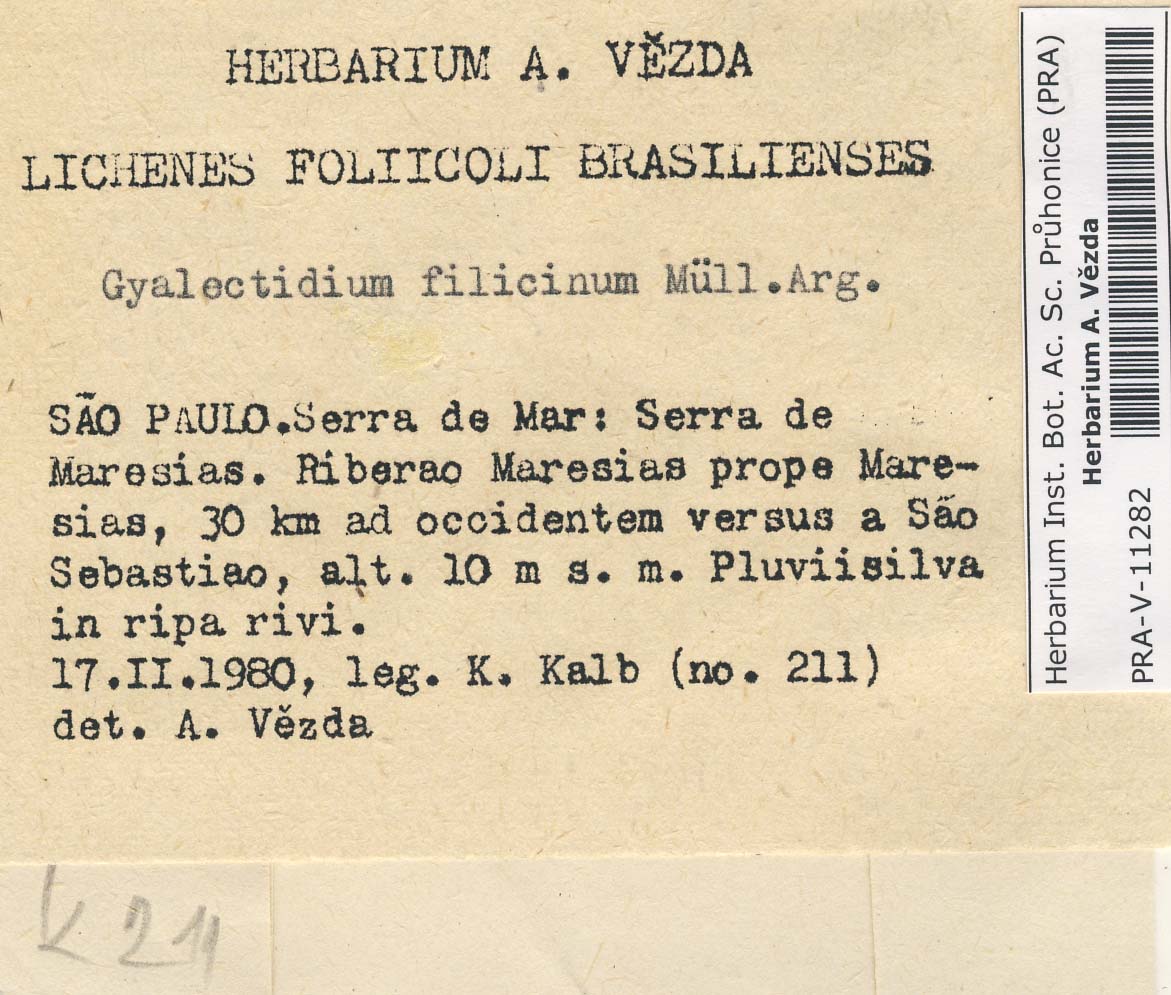 HERBARIUM A. VĚZDA
LICHENES FOLIICOLI BRASILIENSES
Gyalectidium filicinum Müll.Arg.
SÃO PAULO.Serra de Mar: Serra de
Maresias. Riberao Maresias prope Mare-
sias, 30 km ad occidentem versus a São
Sebastiao, alt. 10 m s. m. Pluviisilva
in ripa rivi.
17.II.1980, leg. K. Kalb (no. 211)
det. A. Vězda
K 211
Herbarium Inst. Bot. Ac. Sc. Průhonice (PRA)
Herbarium A. Vězda
PRA-V-11282